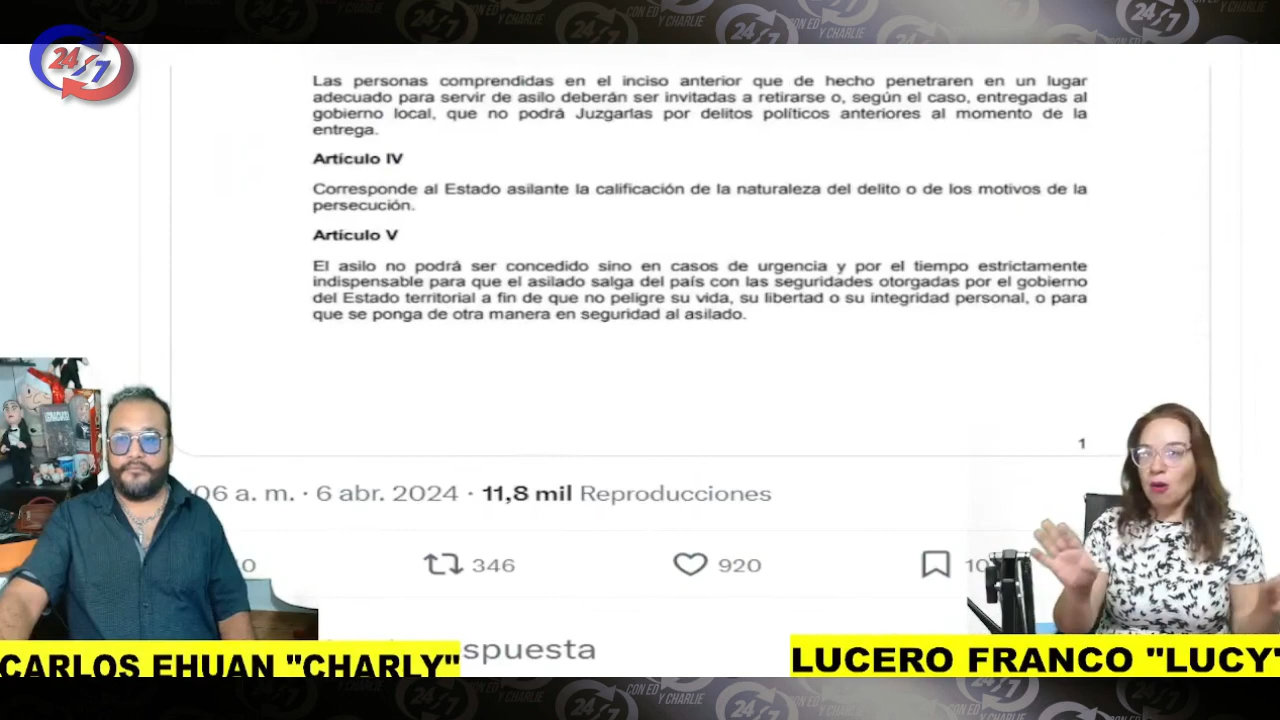 24/7
Las personas comprendidas en el inciso anterior que de hecho penetraren en un lugar
adecuado para servir de asilo deberán ser invitadas a retirarse o, según el caso, entregadas al
gobierno local, que no podrá Juzgarlas por delitos políticos anteriores al momento de la
entrega.
Artículo IV
Corresponde al Estado asilante la calificación de la naturaleza del delito o de los motivos de la
persecución.
Artículo V
El asilo no podrá ser concedido sino en casos de urgencia y por el tiempo estrictamente
indispensable para que el asilado salga del país con las seguridades otorgadas por el gobierno
del Estado territorial a fin de que no peligre su vida, su libertad o su integridad personal, o para
que se ponga de otra manera en seguridad al asilado.
1
06 a. m. · 6 abr. 2024 · 11,8 mil Reproducciones
0 346 920 10
spuesta
CARLOS EHUAN "CHARLY"
LUCERO FRANCO "LUCY"
CON ED Y CHARLIE